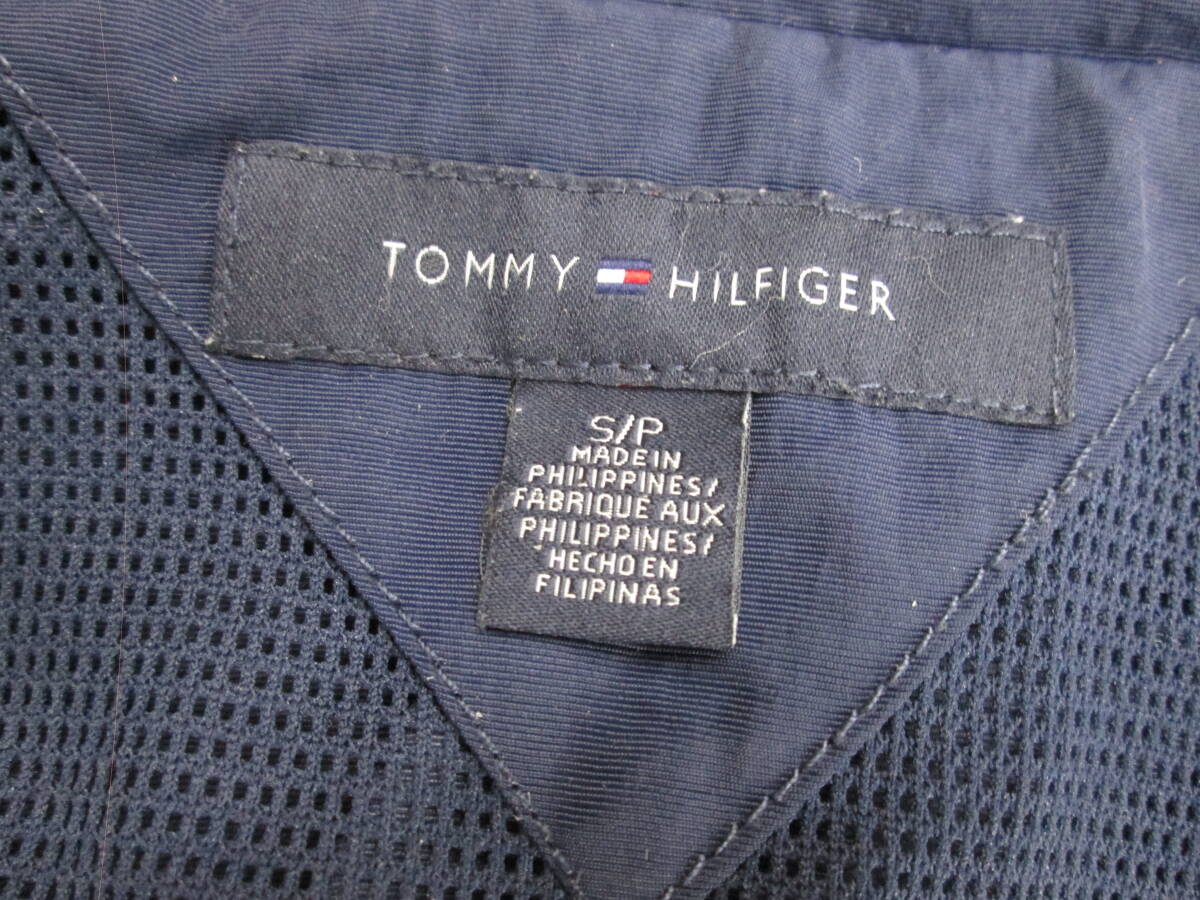 TOMMY HILFIGER
S/P
MADE IN
PHILIPPINES/
FABRIQUE AUX
PHILIPPINES/
HECHO EN
FILIPINAS